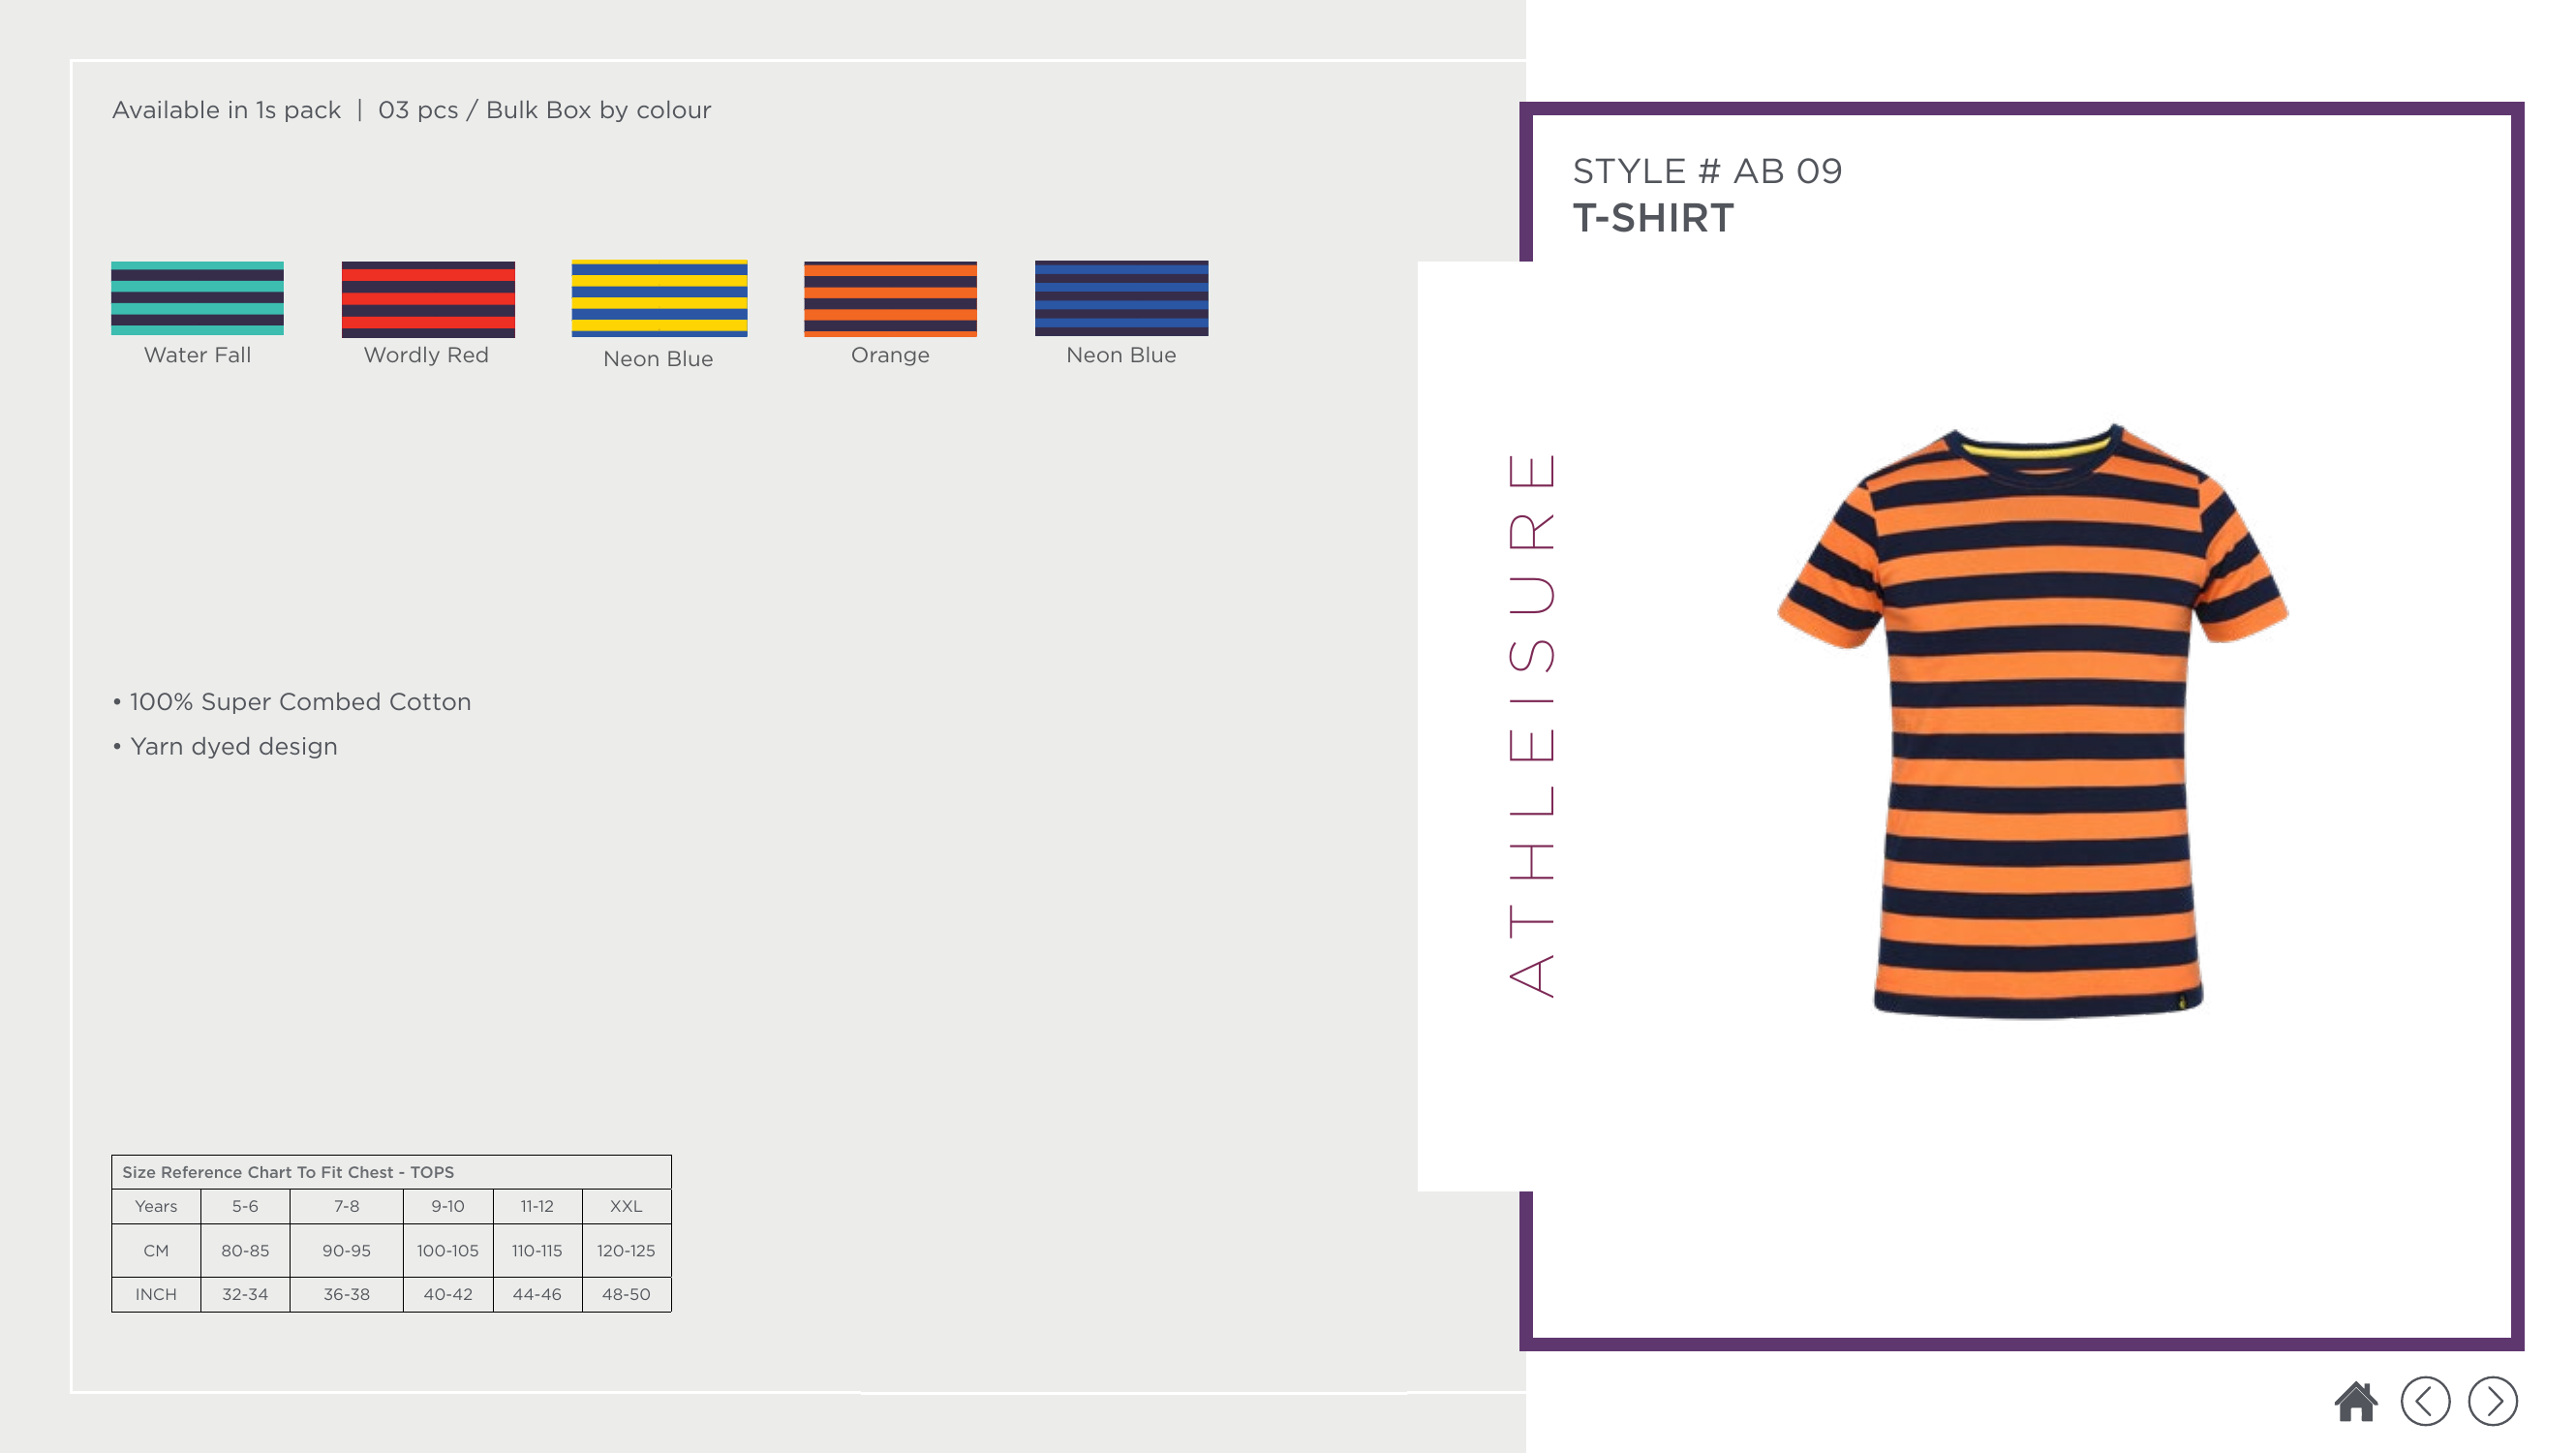 Available in 1s pack | 03 pcs / Bulk Box by colour
Water Fall
Wordly Red
Neon Blue
Orange
Neon Blue
• 100% Super Combed Cotton
• Yarn dyed design
Size Reference Chart To Fit Chest - TOPS
Years 5-6 7-8 9-10 11-12 XXL
CM 80-85 90-95 100-105 110-115 120-125
INCH 32-34 36-38 40-42 44-46 48-50
STYLE # AB 09
T-SHIRT
ATHLEISURE